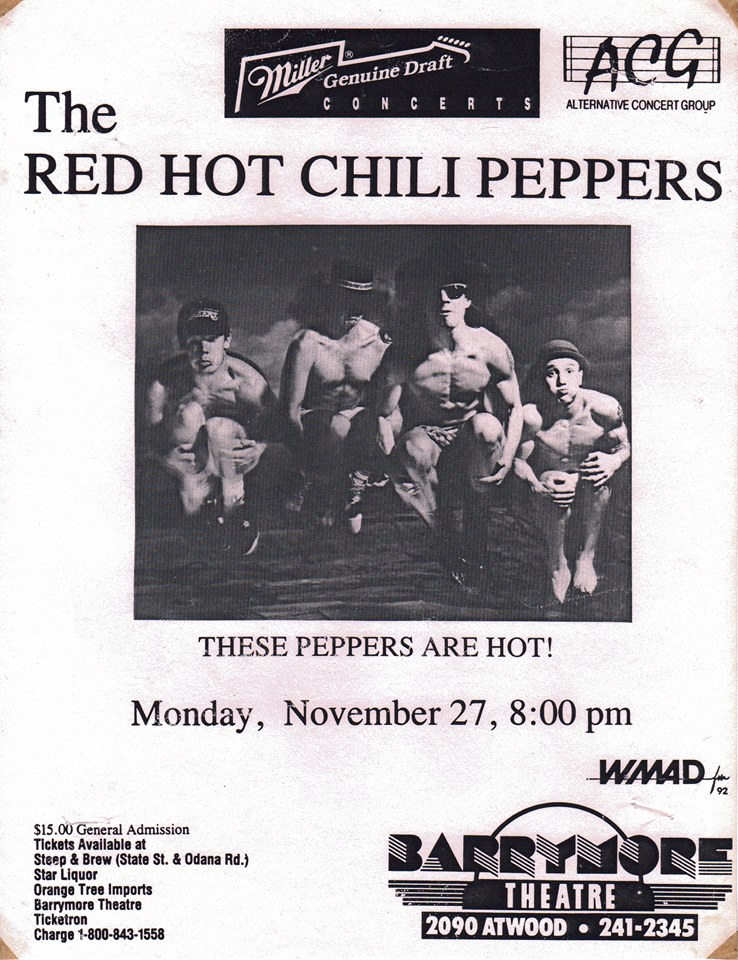 Miller® Genuine Draft
CONCERTS
ACG
ALTERNATIVE CONCERT GROUP
The
RED HOT CHILI PEPPERS
THESE PEPPERS ARE HOT!
Monday, November 27, 8:00 pm
WMAD fm
92
$15.00 General Admission
Tickets Available at
Steep & Brew (State St. & Odana Rd.)
Star Liquor
Orange Tree Imports
Barrymore Theatre
Ticketron
Charge 1-800-843-1558
BARRYMORE
THEATRE
2090 ATWOOD • 241-2345